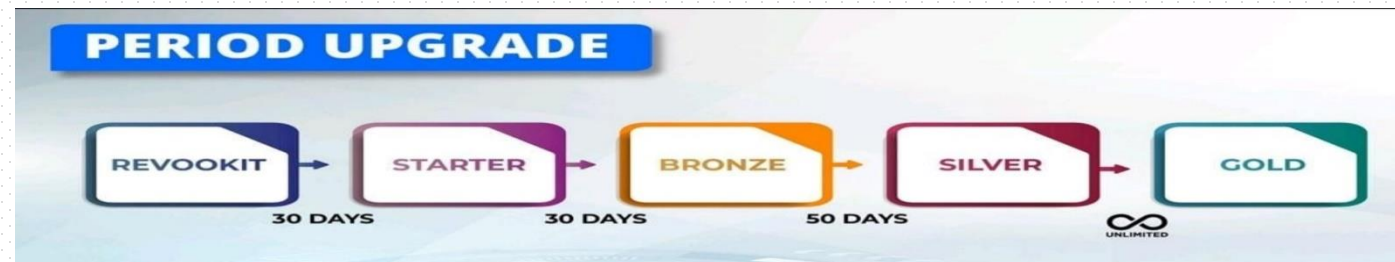 PERIOD UPGRADE
REVOOKIT STARTER BRONZE SILVER GOLD
30 DAYS 30 DAYS 50 DAYS
UNLIMITED